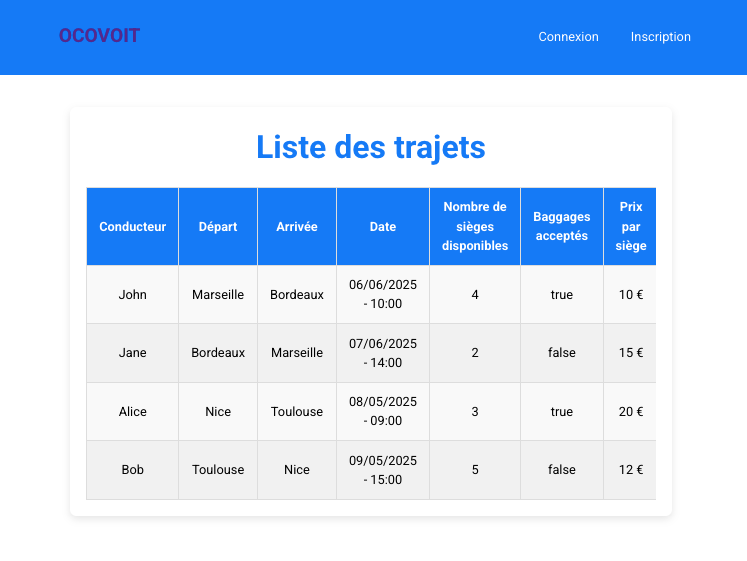 OCOVOIT Connexion Inscription
Liste des trajets
Conducteur Départ Arrivée Date Nombre de sièges disponibles Baggages acceptés Prix par siège
John Marseille Bordeaux 06/06/2025 - 10:00 4 true 10 €
Jane Bordeaux Marseille 07/06/2025 - 14:00 2 false 15 €
Alice Nice Toulouse 08/05/2025 - 09:00 3 true 20 €
Bob Toulouse Nice 09/05/2025 - 15:00 5 false 12 €